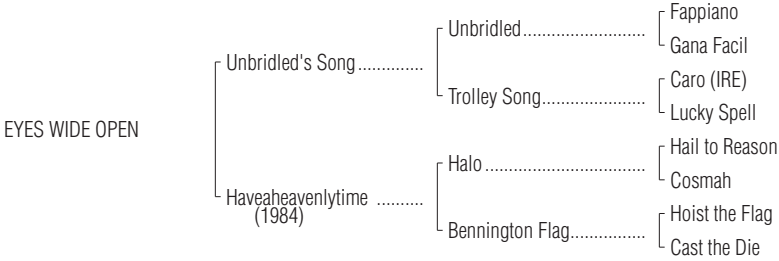 Fappiano
Unbridled..........................
Gana Facil
Unbridled's Song..............
Caro (IRE)
Trolley Song......................
Lucky Spell
EYES WIDE OPEN
Hail to Reason
Halo ...................................
Cosmah
Haveaheavenlytime ..........
(1984)
Hoist the Flag
Bennington Flag................
Cast the Die